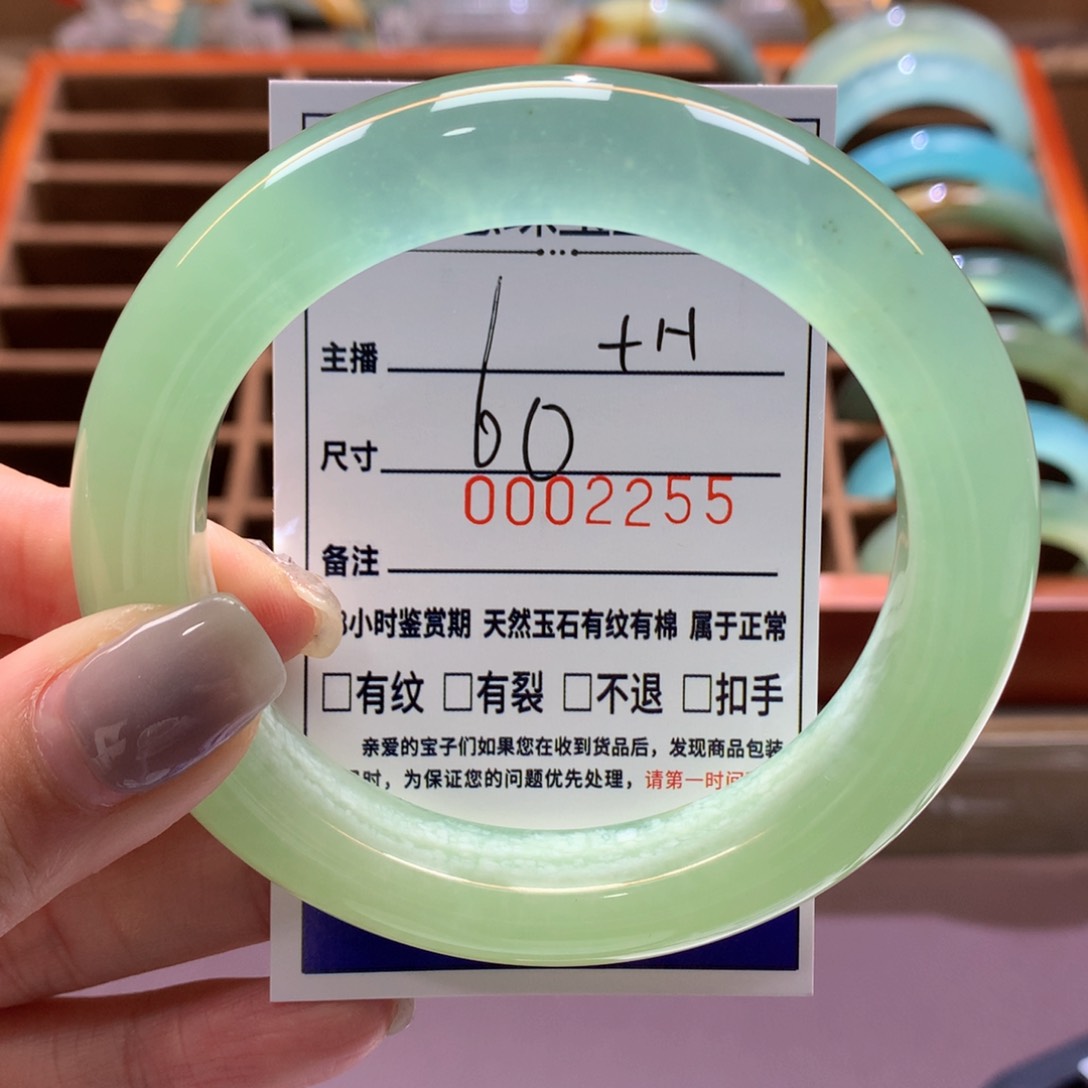 +H
主播
60
尺寸
0002255
备注
小时鉴赏期 天然玉石有纹有棉 属于正常
□有纹 □有裂 □不退 □扣手
亲爱的宝子们如果您在收到货品后，发现商品包装
时，为保证您的问题优先处理，请第一时间